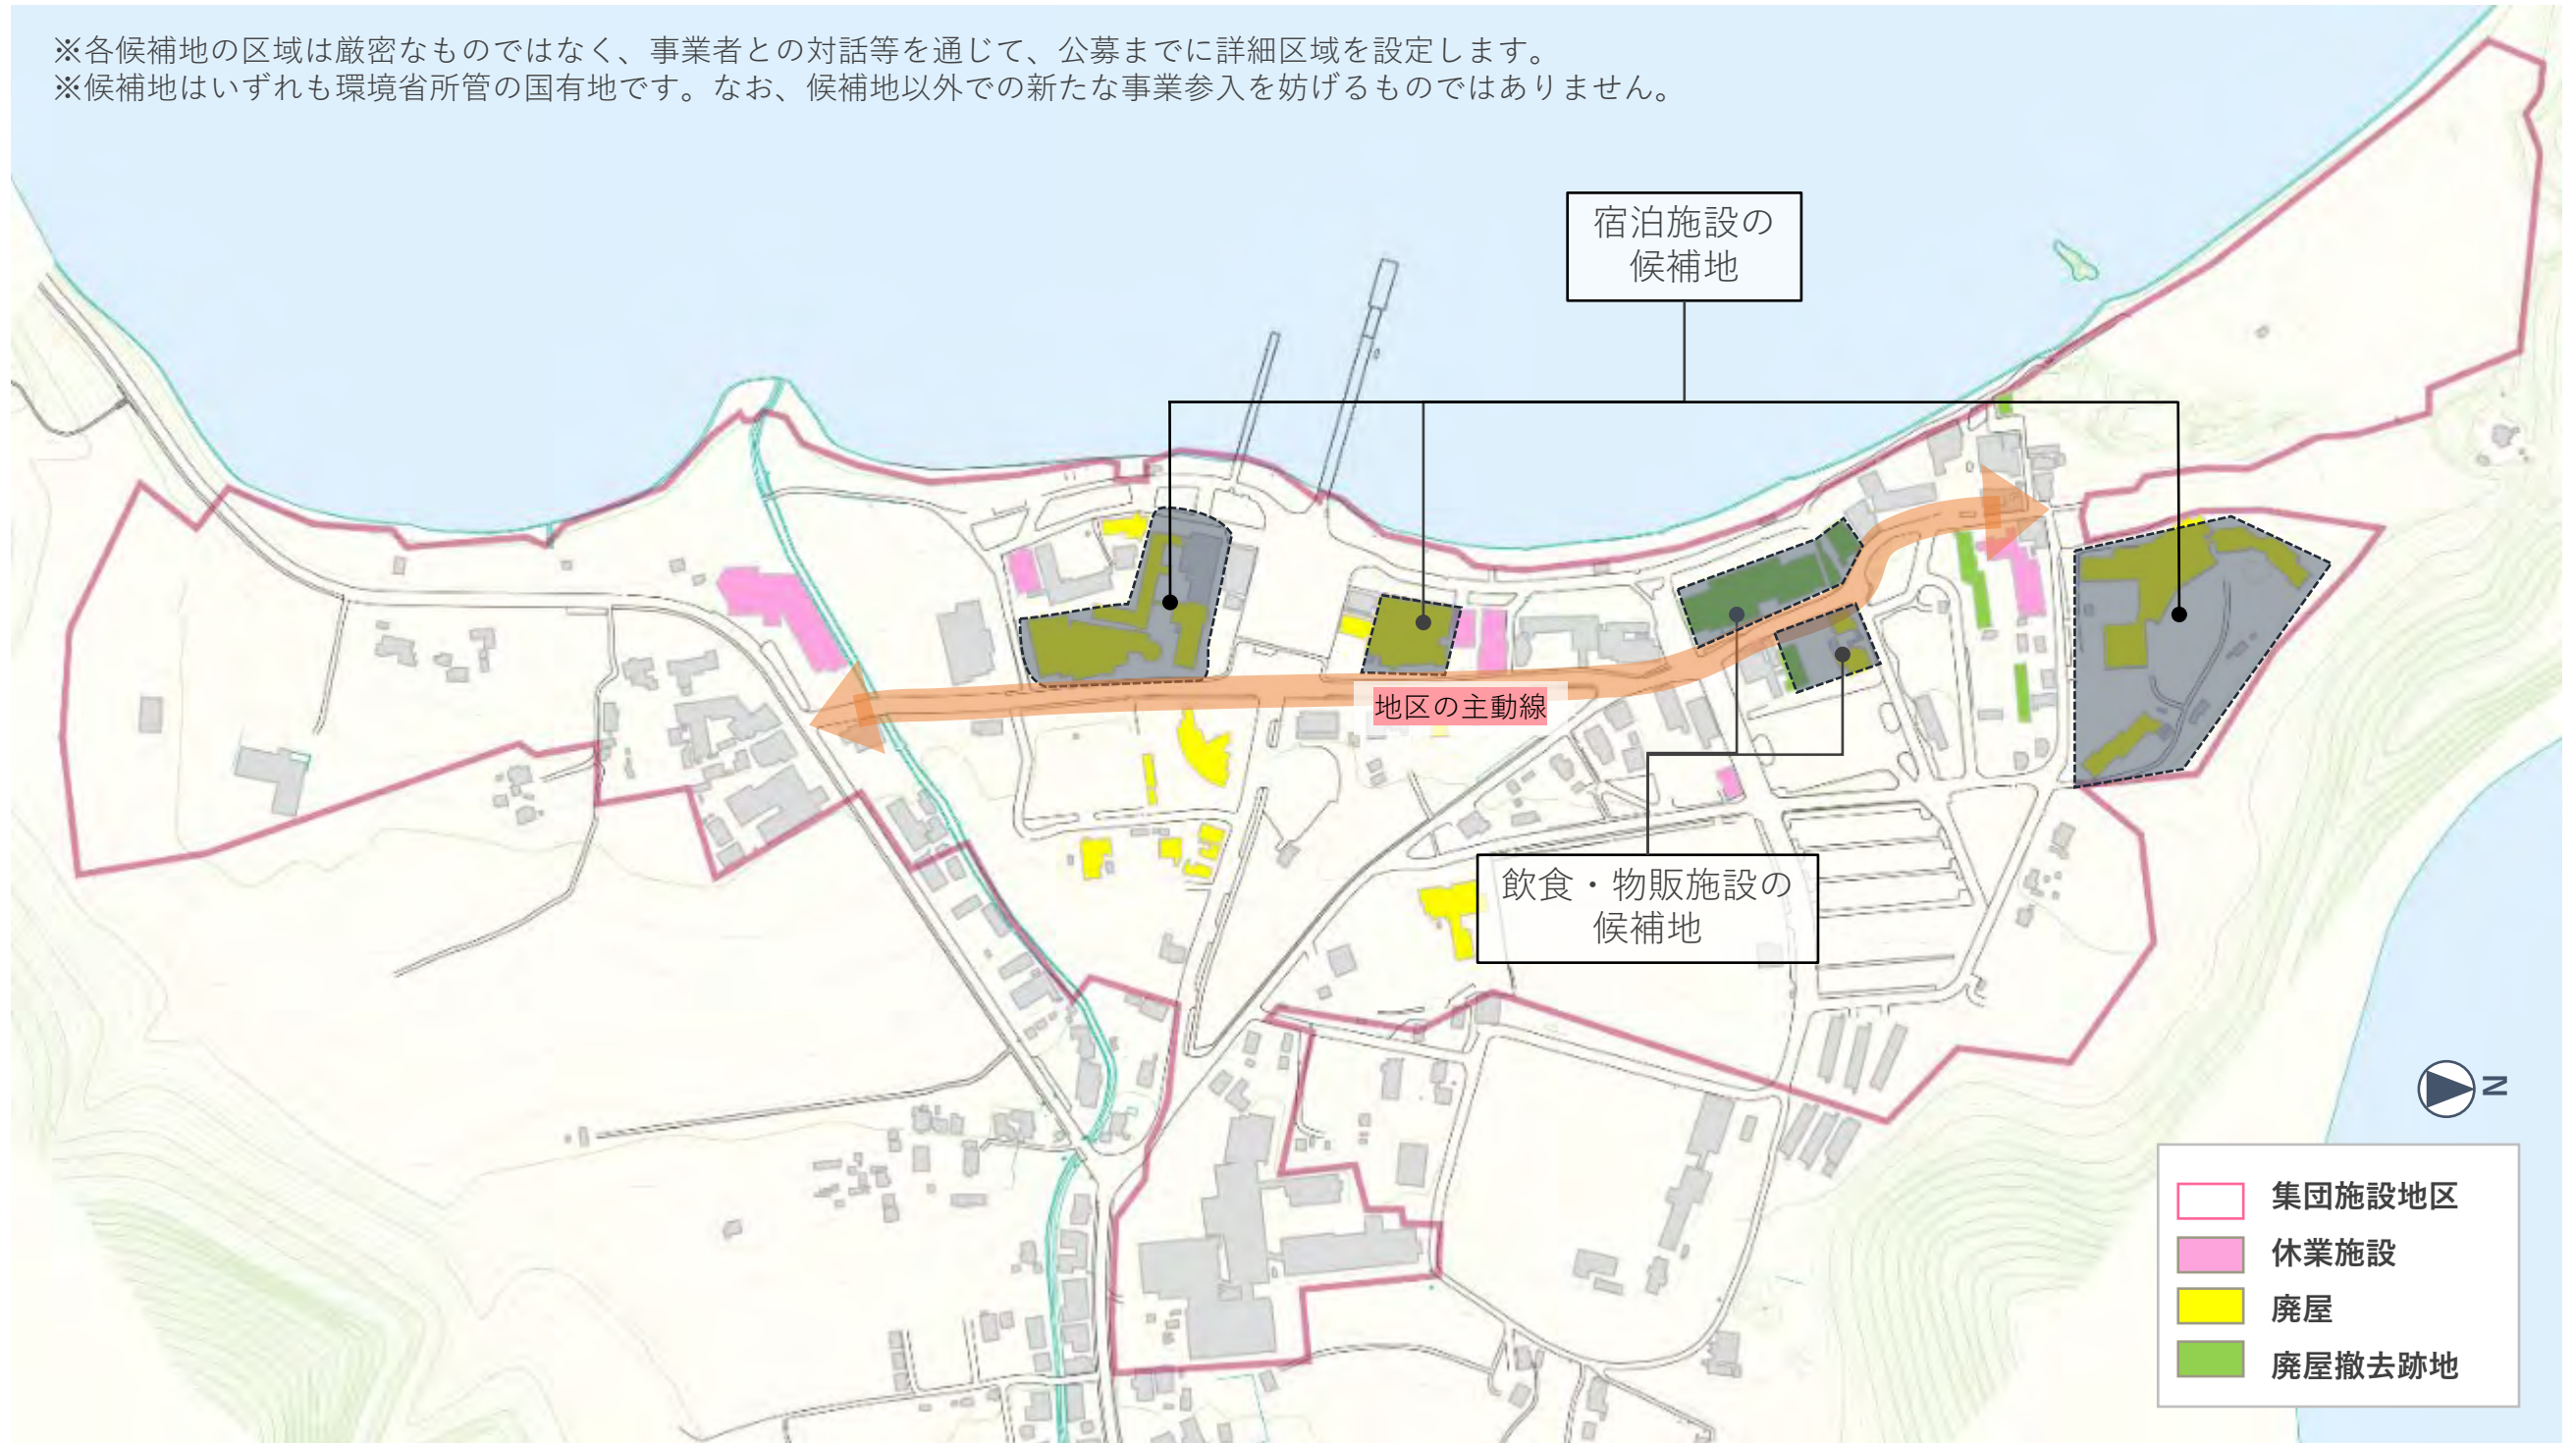 ※各候補地の区域は厳密なものではなく、事業者との対話等を通じて、公募までに詳細区域を設定します。
※候補地はいずれも環境省所管の国有地です。なお、候補地以外での新たな事業参入を妨げるものではありません。
宿泊施設の
候補地
地区の主動線
飲食・物販施設の
候補地
N
集団施設地区
休業施設
廃屋
廃屋撤去跡地